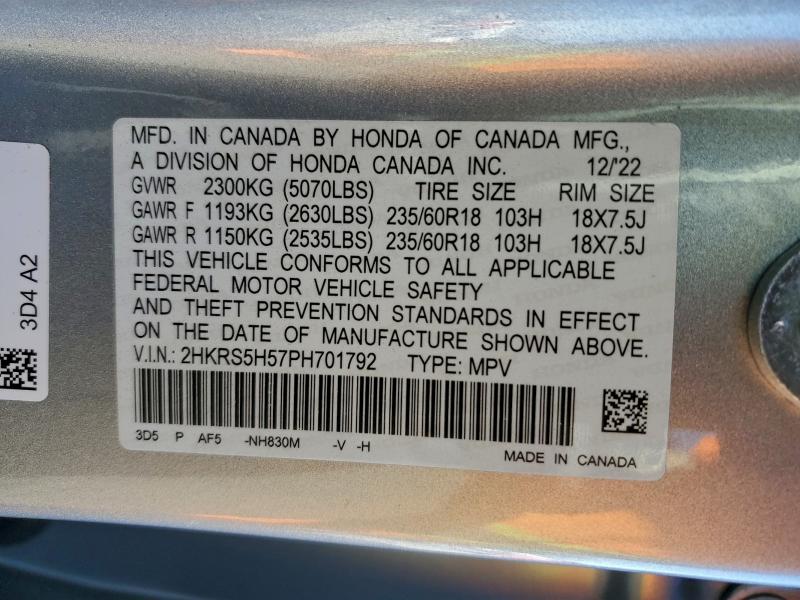 MFD. IN CANADA BY HONDA OF CANADA MFG.,
A DIVISION OF HONDA CANADA INC. 12/'22
GVWR 2300KG (5070LBS) TIRE SIZE RIM SIZE
GAWR F 1193KG (2630LBS) 235/60R18 103H 18X7.5J
GAWR R 1150KG (2535LBS) 235/60R18 103H 18X7.5J
THIS VEHICLE CONFORMS TO ALL APPLICABLE
FEDERAL MOTOR VEHICLE SAFETY
AND THEFT PREVENTION STANDARDS IN EFFECT
ON THE DATE OF MANUFACTURE SHOWN ABOVE.
V.I.N.: 2HKRS5H57PH701792 TYPE: MPV
3D5 P AF5 -NH830M -V -H
MADE IN CANADA
3D4 A2